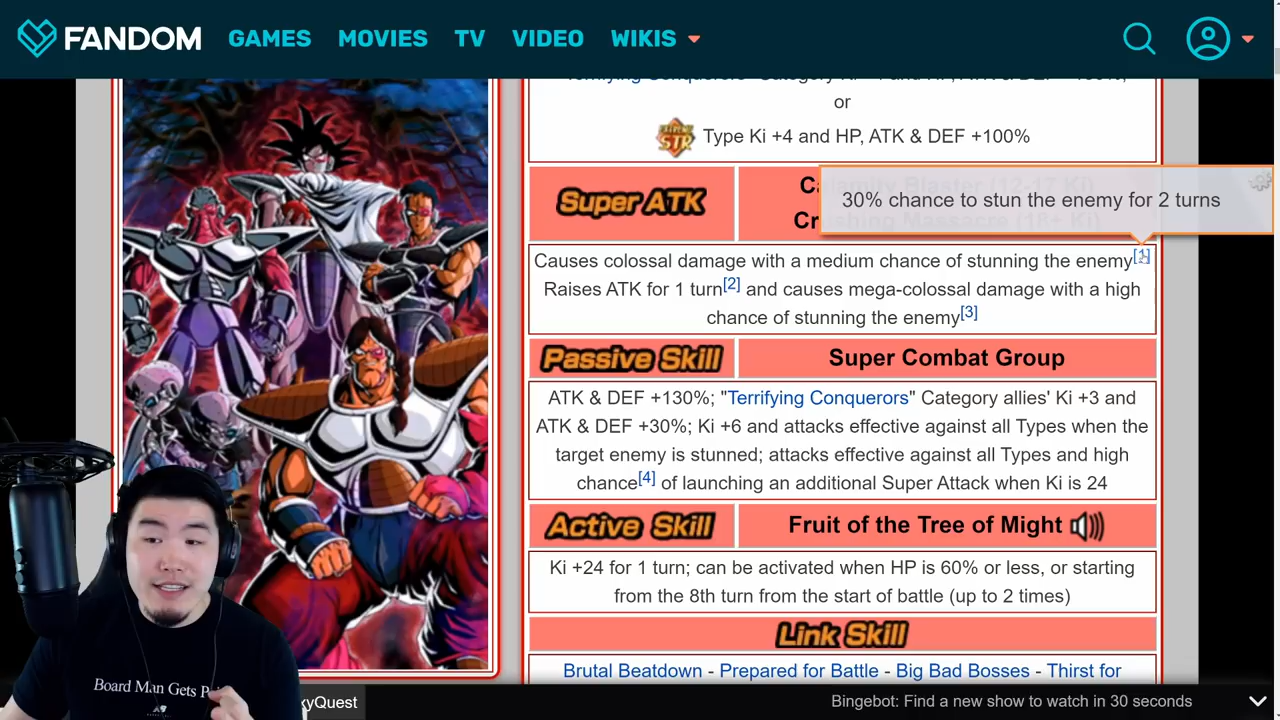 FANDOM GAMES MOVIES TV VIDEO WIKIS
or
EXTREME STR Type Ki +4 and HP, ATK & DEF +100%
Super ATK
30% chance to stun the enemy for 2 turns
Causes colossal damage with a medium chance of stunning the enemy[1]
Raises ATK for 1 turn[2] and causes mega-colossal damage with a high
chance of stunning the enemy[3]
Passive Skill Super Combat Group
ATK & DEF +130%; "Terrifying Conquerors" Category allies' Ki +3 and
ATK & DEF +30%; Ki +6 and attacks effective against all Types when the
target enemy is stunned; attacks effective against all Types and high
chance[4] of launching an additional Super Attack when Ki is 24
Active Skill Fruit of the Tree of Might
Ki +24 for 1 turn; can be activated when HP is 60% or less, or starting
from the 8th turn from the start of battle (up to 2 times)
Link Skill
Brutal Beatdown - Prepared for Battle - Big Bad Bosses - Thirst for
Board Man Gets
Bingebot: Find a new show to watch in 30 seconds